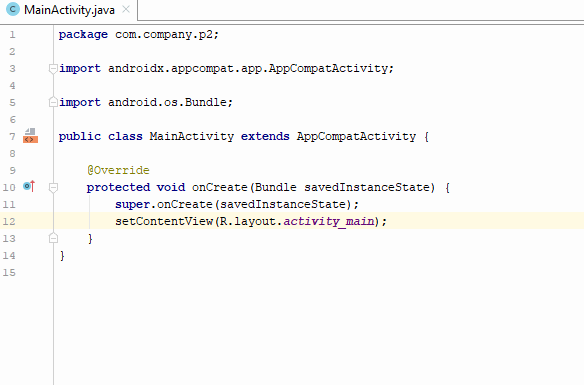 MainActivity.java
1 package com.company.p2;
2
3 import androidx.appcompat.app.AppCompatActivity;
4
5 import android.os.Bundle;
6
7 public class MainActivity extends AppCompatActivity {
8
9     @Override
10     protected void onCreate(Bundle savedInstanceState) {
11         super.onCreate(savedInstanceState);
12         setContentView(R.layout.activity_main);
13     }
14 }
15